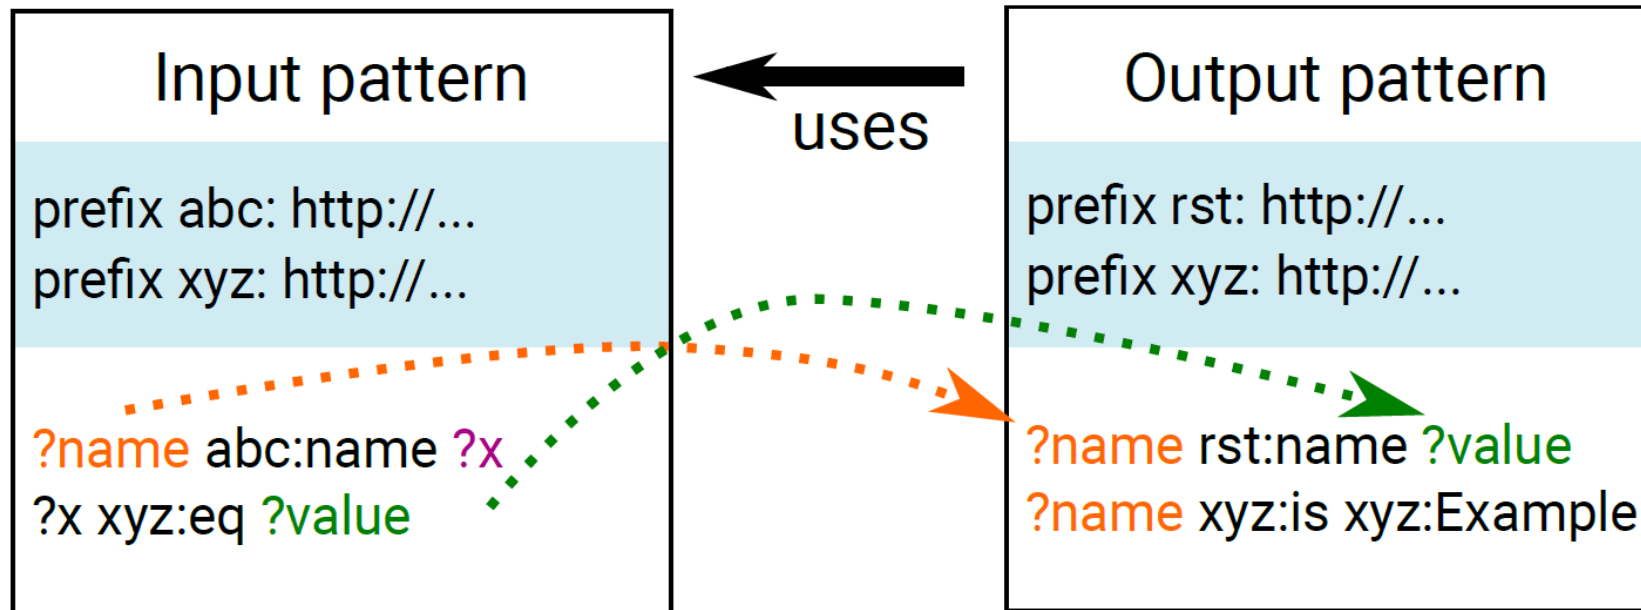 Input pattern
prefix abc: http://...
prefix xyz: http://...
?name abc:name ?x
?x xyz:eq ?value
uses
Output pattern
prefix rst: http://...
prefix xyz: http://...
?name rst:name ?value
?name xyz:is xyz:Example